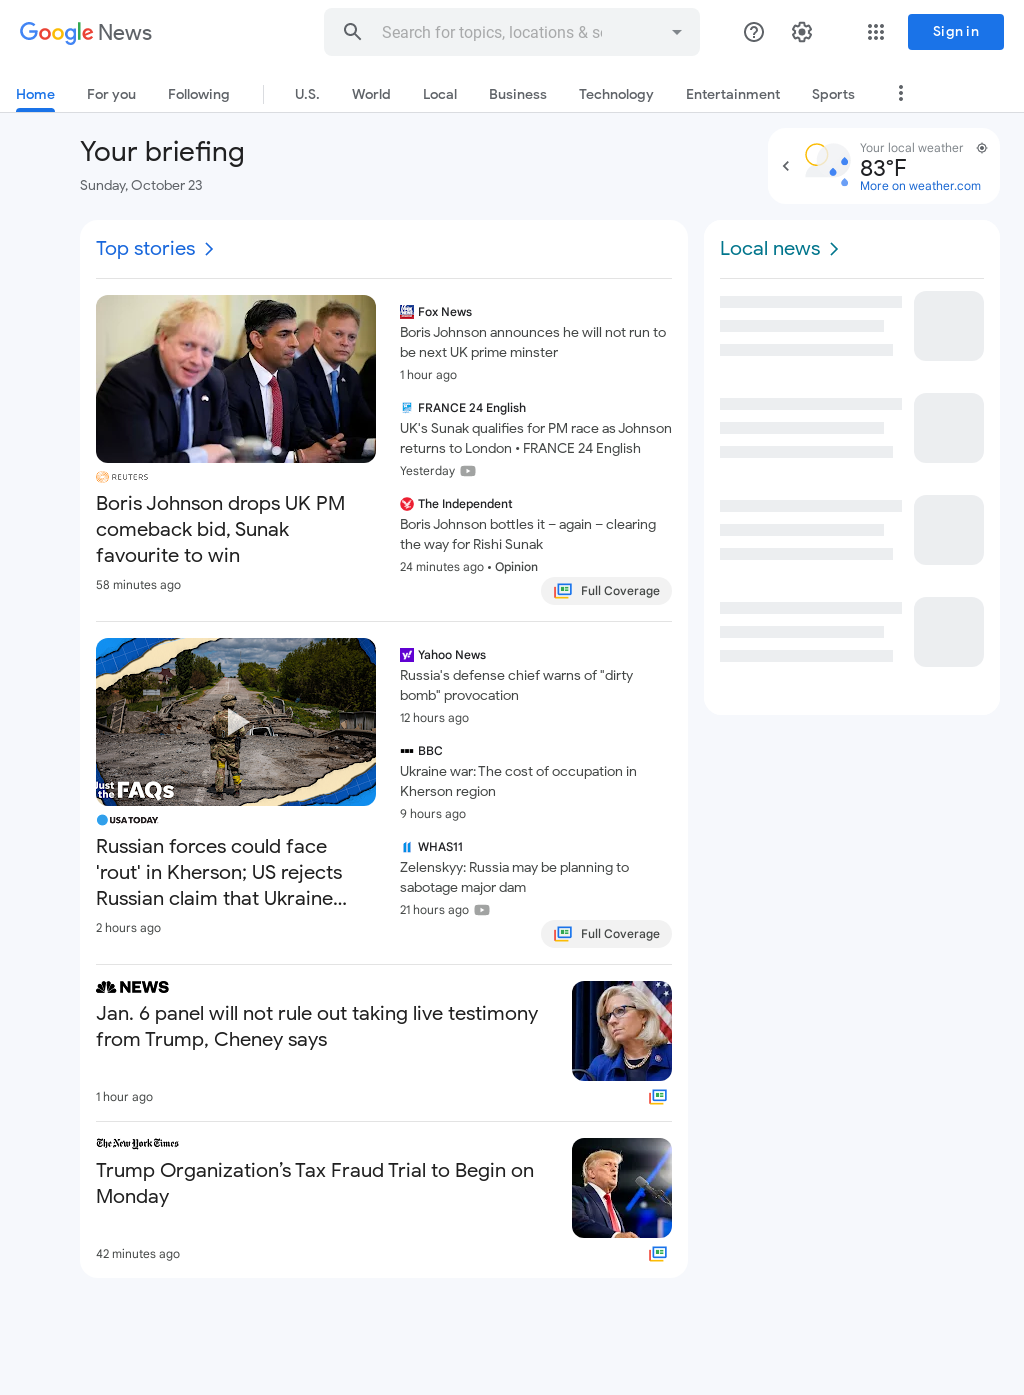 Google News
Search for topics, locations & s
Sign in
Home
For you
Following
U.S.
World
Local
Business
Technology
Entertainment
Sports
Your briefing
Sunday, October 23
Your local weather
83°F
More on weather.com
Top stories
REUTERS
Boris Johnson drops UK PM
comeback bid, Sunak
favourite to win
58 minutes ago
Fox News
Boris Johnson announces he will not run to
be next UK prime minster
1 hour ago
FRANCE 24 English
UK's Sunak qualifies for PM race as Johnson
returns to London • FRANCE 24 English
Yesterday
The Independent
Boris Johnson bottles it – again – clearing
the way for Rishi Sunak
24 minutes ago • Opinion
Full Coverage
Just
the FAQs
USA TODAY
Russian forces could face
'rout' in Kherson; US rejects
Russian claim that Ukraine...
2 hours ago
Yahoo News
Russia's defense chief warns of "dirty
bomb" provocation
12 hours ago
BBC
Ukraine war: The cost of occupation in
Kherson region
9 hours ago
WHAS11
Zelenskyy: Russia may be planning to
sabotage major dam
21 hours ago
Full Coverage
NEWS
Jan. 6 panel will not rule out taking live testimony
from Trump, Cheney says
1 hour ago
The New York Times
Trump Organization’s Tax Fraud Trial to Begin on
Monday
42 minutes ago
Local news